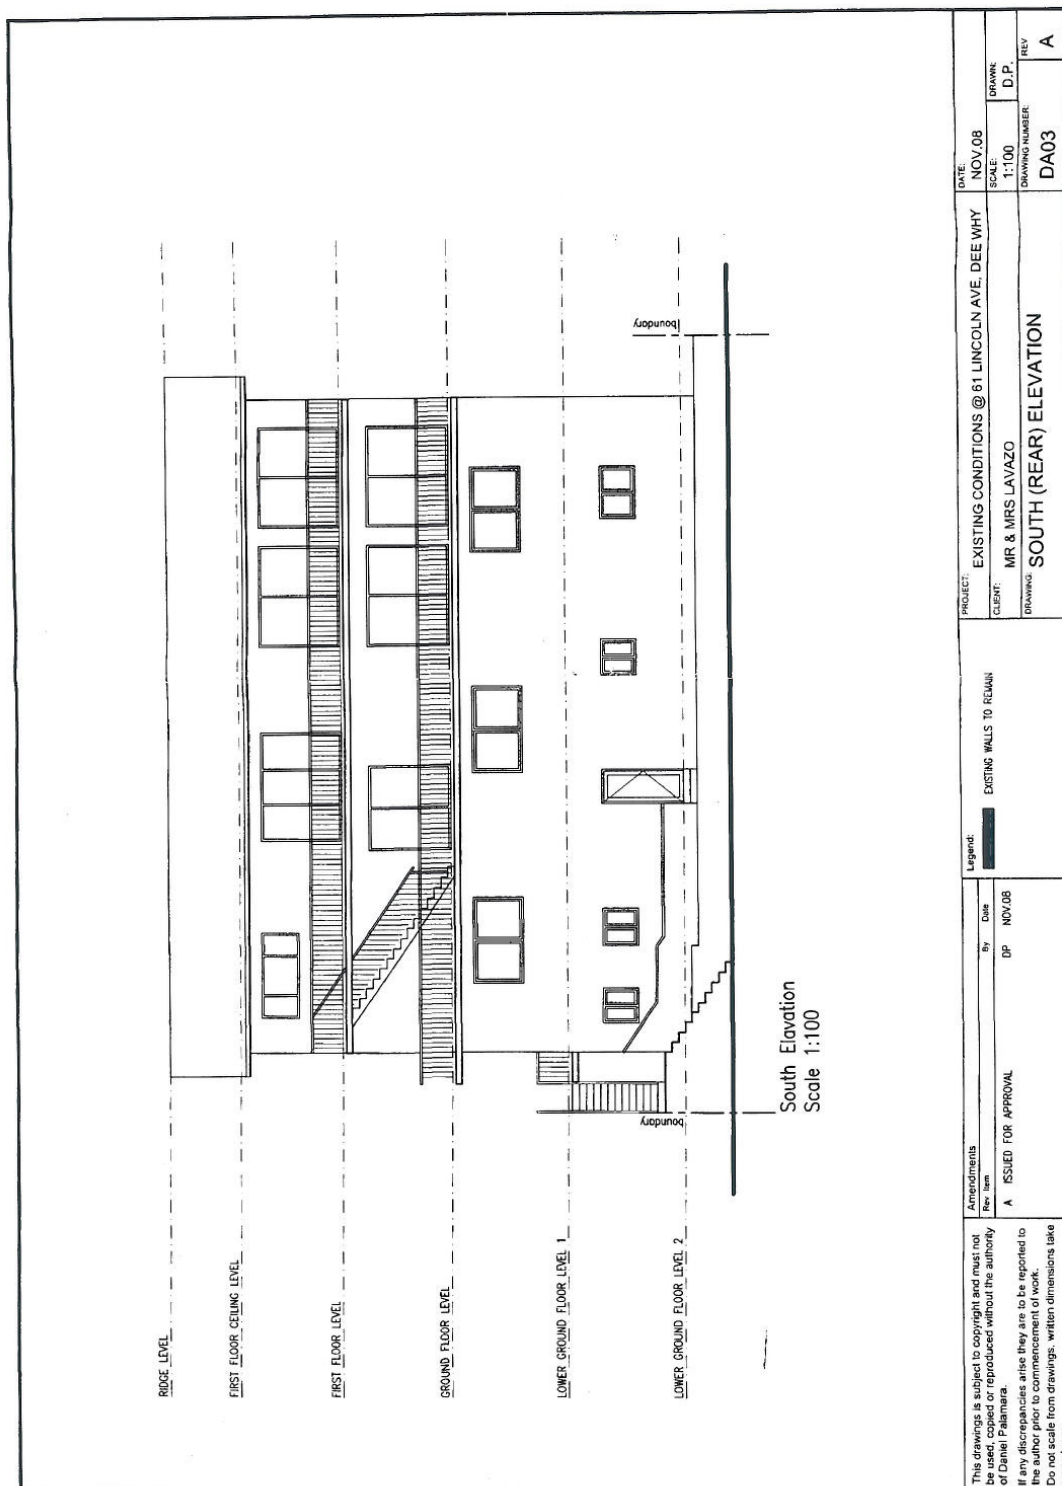 RIDGE LEVEL
FIRST FLOOR CEILING LEVEL
FIRST FLOOR LEVEL
GROUND FLOOR LEVEL
LOWER GROUND FLOOR LEVEL 1
LOWER GROUND FLOOR LEVEL 2
boundary
boundary
South Elavation
Scale 1:100
This drawings is subject to copyright and must not
be used, copied or reproduced without the authority
of Daniel Palamara.
If any discrepancies arise they are to be reported to
the author prior to commencement of work.
Do not scale from drawings, written dimensions take
Amendments
Rev Item By Date
A ISSUED FOR APPROVAL DP NOV.08
Legend:
EXISTING WALLS TO REMAIN
PROJECT:
EXISTING CONDITIONS @ 61 LINCOLN AVE, DEE WHY
CLIENT:
MR & MRS LAVAZO
DRAWING:
SOUTH (REAR) ELEVATION
DATE:
NOV.08
SCALE:
1:100
DRAWN:
D.P.
DRAWING NUMBER:
DA03
REV
A